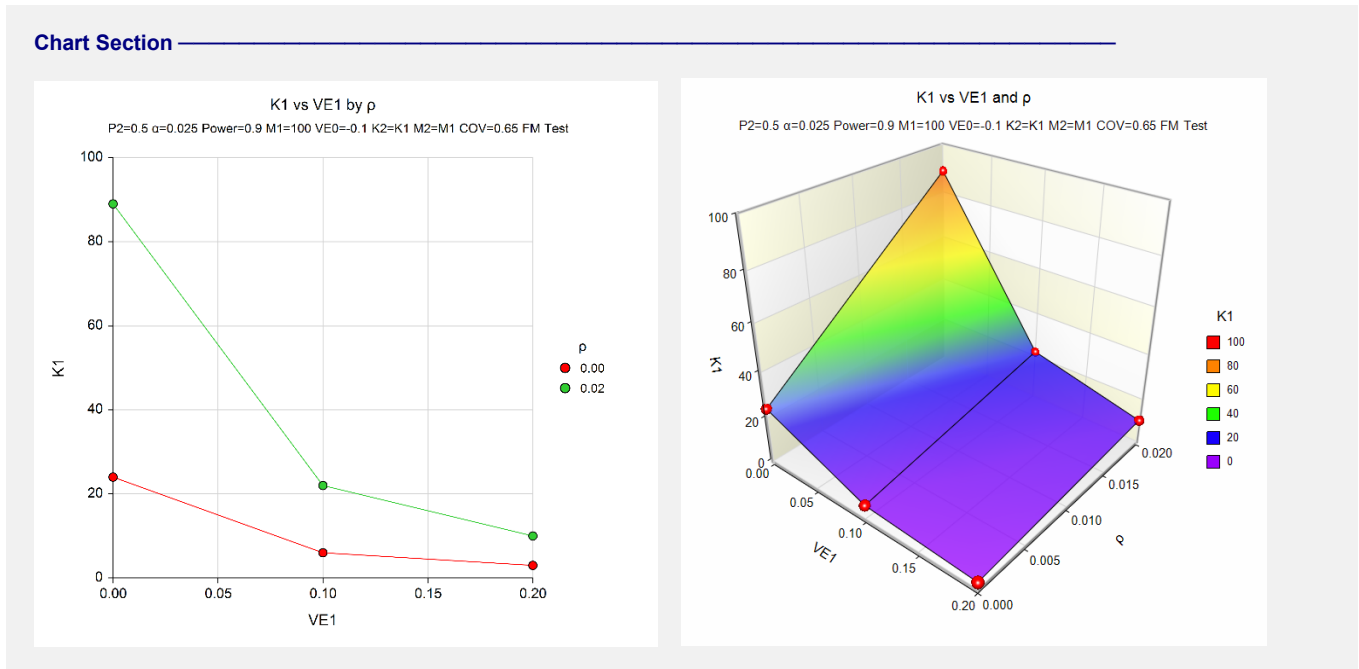 Chart Section
K1 vs VE1 by ρ
P2=0.5 α=0.025 Power=0.9 M1=100 VE0=-0.1 K2=K1 M2=M1 COV=0.65 FM Test
100
80
60
40
20
0
K1
0.00 0.05 0.10 0.15 0.20
VE1
ρ
0.00
0.02
K1 vs VE1 and ρ
P2=0.5 α=0.025 Power=0.9 M1=100 VE0=-0.1 K2=K1 M2=M1 COV=0.65 FM Test
100
80
60
40
20
0
K1
0.00
0.05
0.10
0.15
0.20
VE1
0.000
0.005
0.010
0.015
0.020
ρ
K1
100
80
60
40
20
0